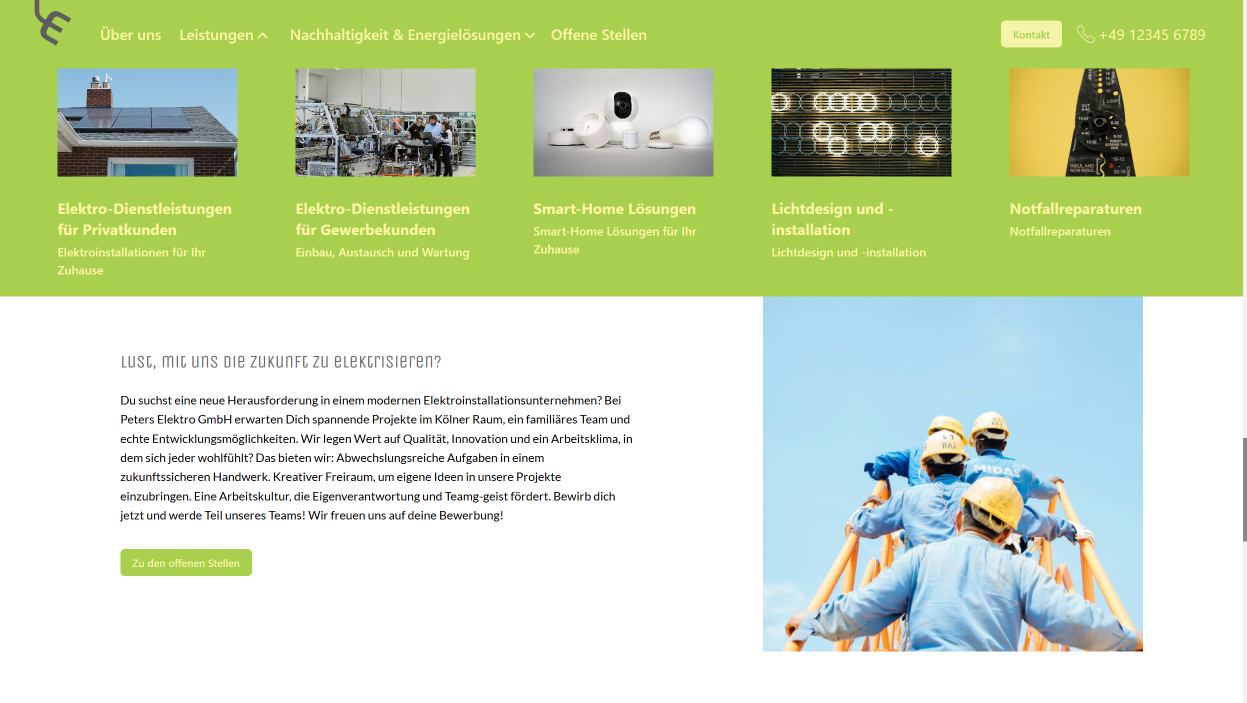 Über uns
Leistungen
Nachhaltigkeit & Energielösungen
Offene Stellen
Kontakt
+49 12345 6789
Elektro-Dienstleistungen
für Privatkunden
Elektroinstallationen für Ihr
Zuhause
Elektro-Dienstleistungen
für Gewerbekunden
Einbau, Austausch und Wartung
Smart-Home Lösungen
Smart-Home Lösungen für Ihr
Zuhause
Lichtdesign und -
installation
Lichtdesign und -installation
Notfallreparaturen
Notfallreparaturen
Lust, mit uns die Zukunft zu elektrisieren?
Du suchst eine neue Herausforderung in einem modernen Elektroinstallationsunternehmen? Bei
Peters Elektro GmbH erwarten Dich spannende Projekte im Kölner Raum, ein familiäres Team und
echte Entwicklungsmöglichkeiten. Wir legen Wert auf Qualität, Innovation und ein Arbeitsklima, in
dem sich jeder wohlfühlt? Das bieten wir: Abwechslungsreiche Aufgaben in einem
zukunftssicheren Handwerk. Kreativer Freiraum, um eigene Ideen in unsere Projekte
einzubringen. Eine Arbeitskultur, die Eigenverantwortung und Teamg-geist fördert. Bewirb dich
jetzt und werde Teil unseres Teams! Wir freuen uns auf deine Bewerbung!
Zu den offenen Stellen
MIDAS